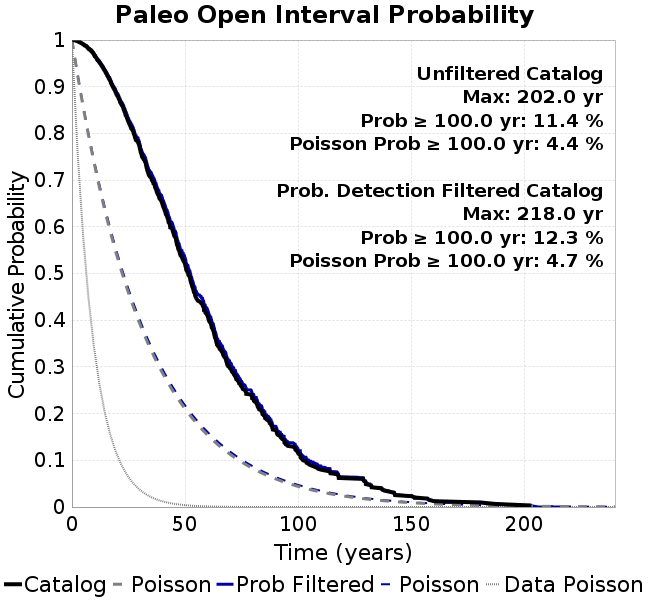 Paleo Open Interval Probability
Unfiltered Catalog
Max: 202.0 yr
Prob ≥ 100.0 yr: 11.4 %
Poisson Prob ≥ 100.0 yr: 4.4 %
Prob. Detection Filtered Catalog
Max: 218.0 yr
Prob ≥ 100.0 yr: 12.3 %
Poisson Prob ≥ 100.0 yr: 4.7 %
Cumulative Probability
1
0.9
0.8
0.7
0.6
0.5
0.4
0.3
0.2
0.1
0
0 50 100 150 200
Time (years)
Catalog Poisson Prob Filtered Poisson Data Poisson